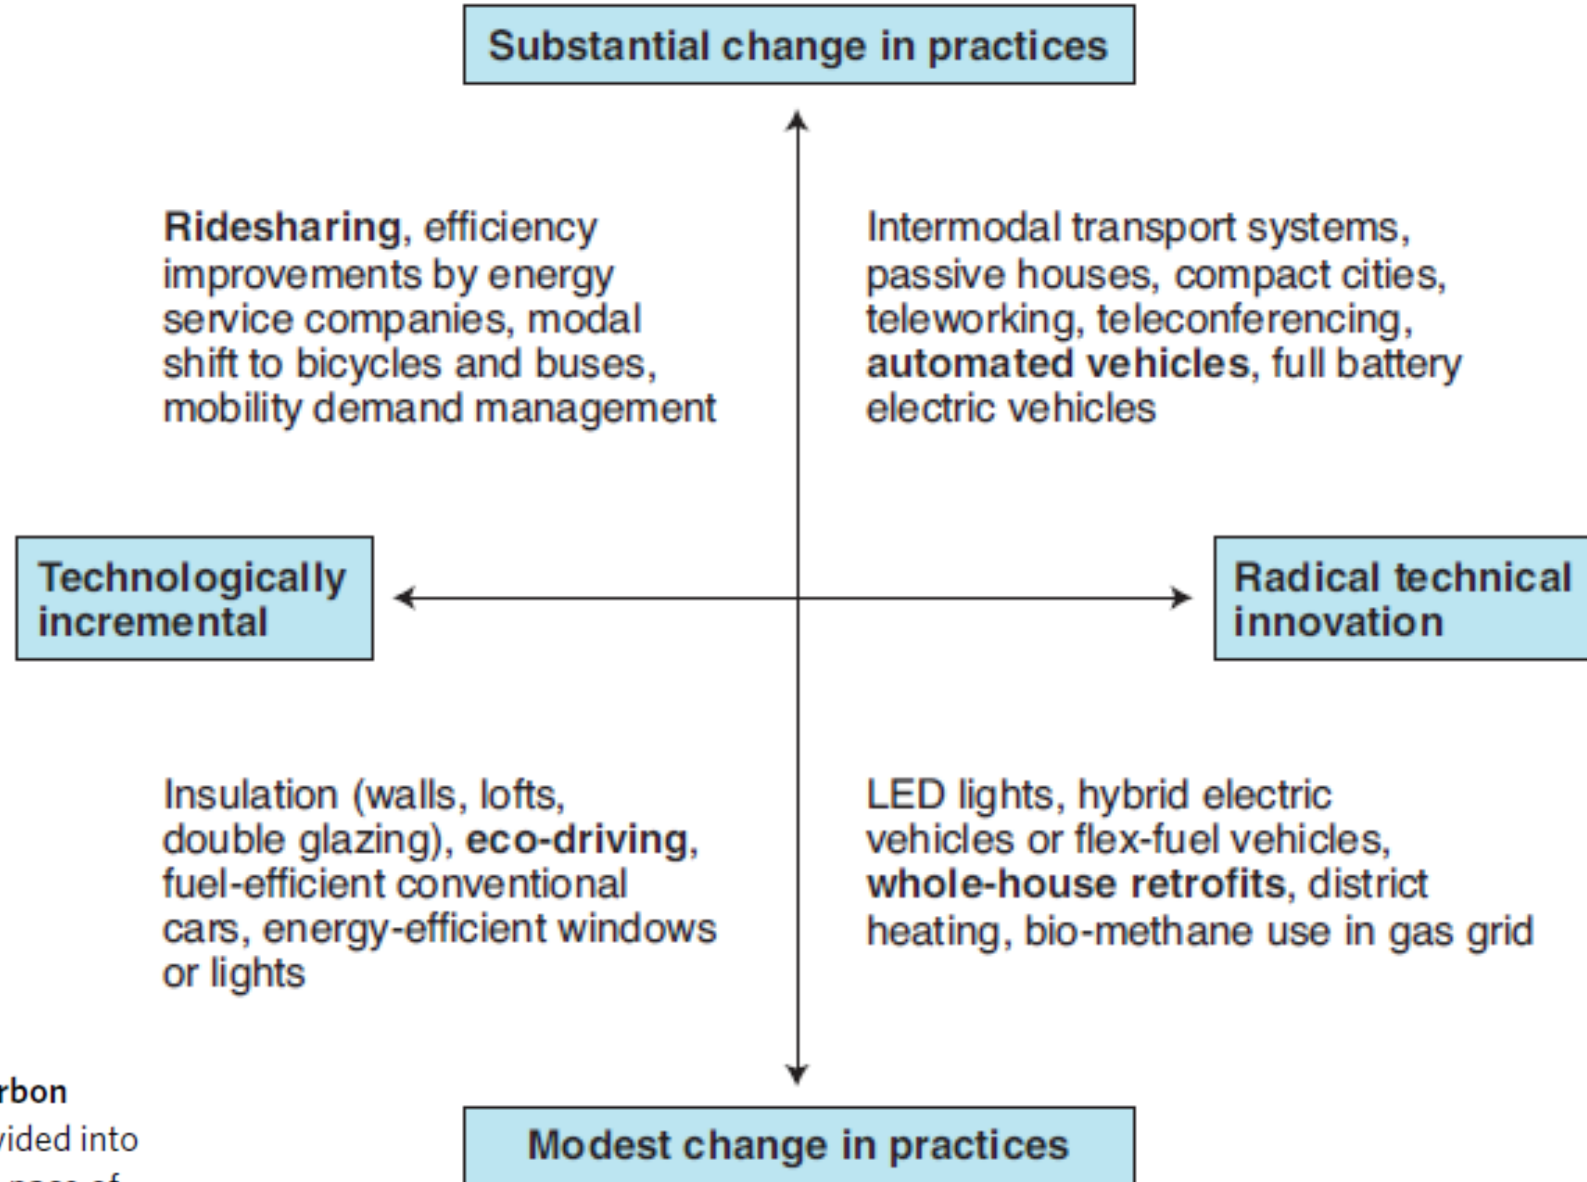 Substantial change in practices
Ridesharing, efficiency
improvements by energy
service companies, modal
shift to bicycles and buses,
mobility demand management
Intermodal transport systems,
passive houses, compact cities,
teleworking, teleconferencing,
automated vehicles, full battery
electric vehicles
Technologically
incremental
Radical technical
innovation
Insulation (walls, lofts,
double glazing), eco-driving,
fuel-efficient conventional
cars, energy-efficient windows
or lights
LED lights, hybrid electric
vehicles or flex-fuel vehicles,
whole-house retrofits, district
heating, bio-methane use in gas grid
rbon
vided into
Modest change in practices